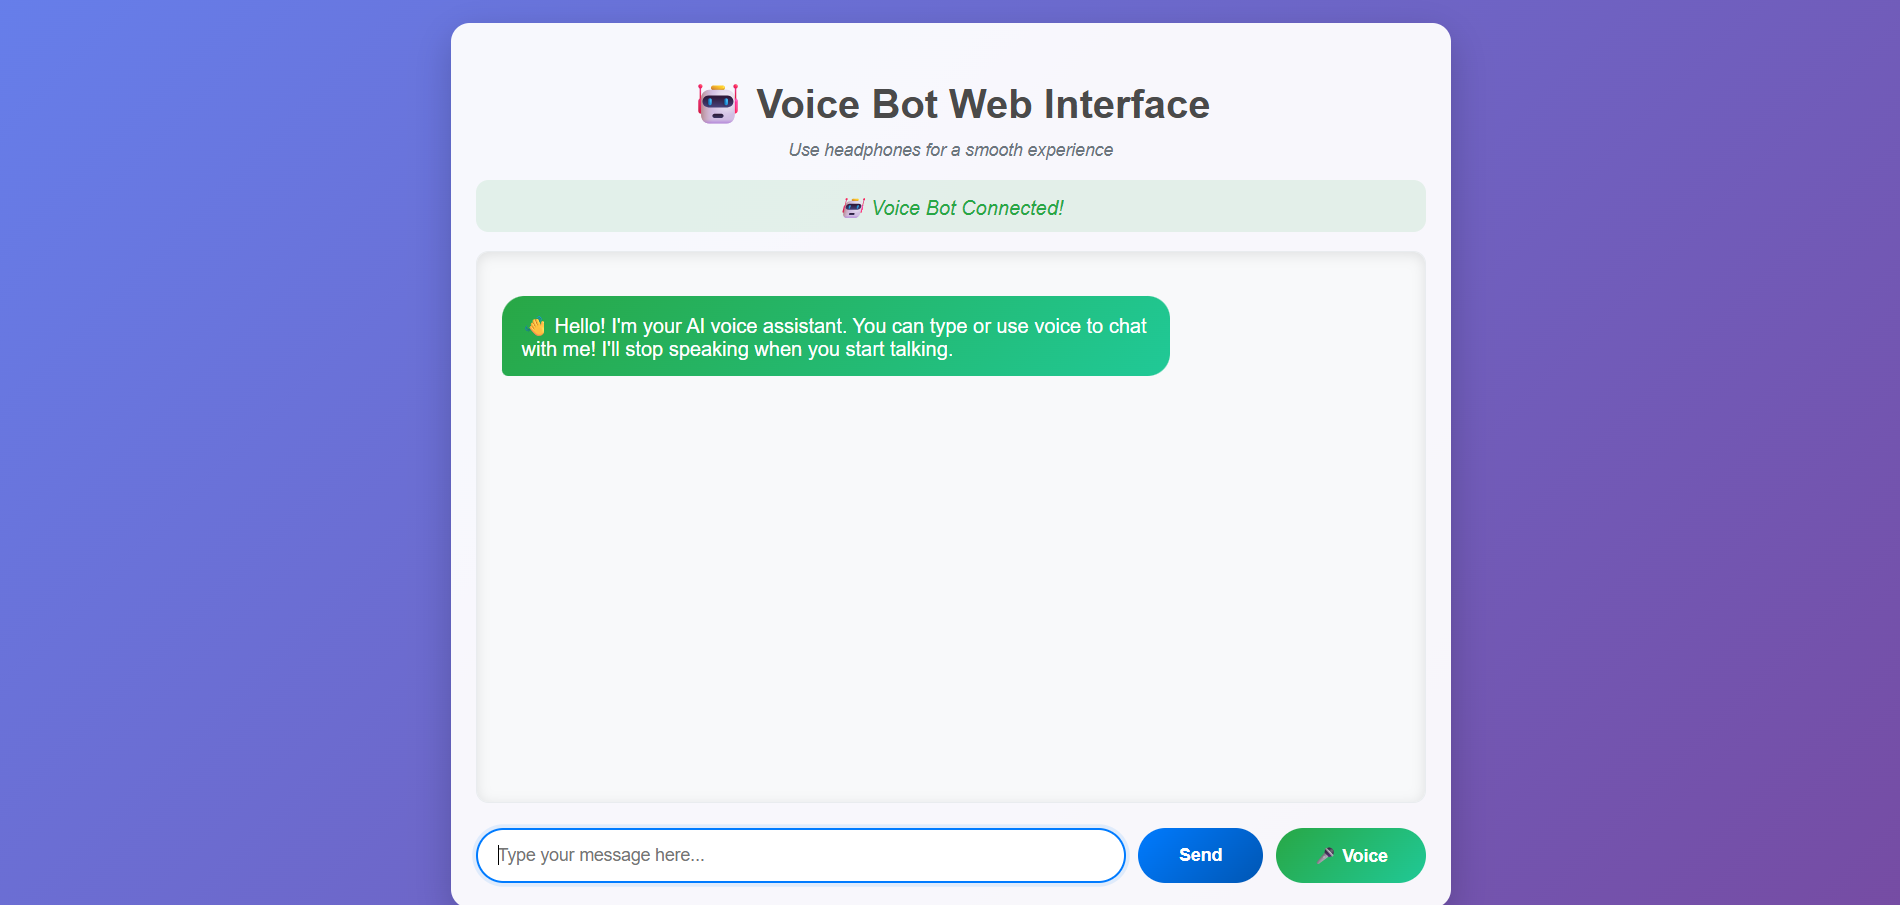 Voice Bot Web Interface
Use headphones for a smooth experience
Voice Bot Connected!
👋 Hello! I'm your AI voice assistant. You can type or use voice to chat
with me! I'll stop speaking when you start talking.
Type your message here...
Send
Voice